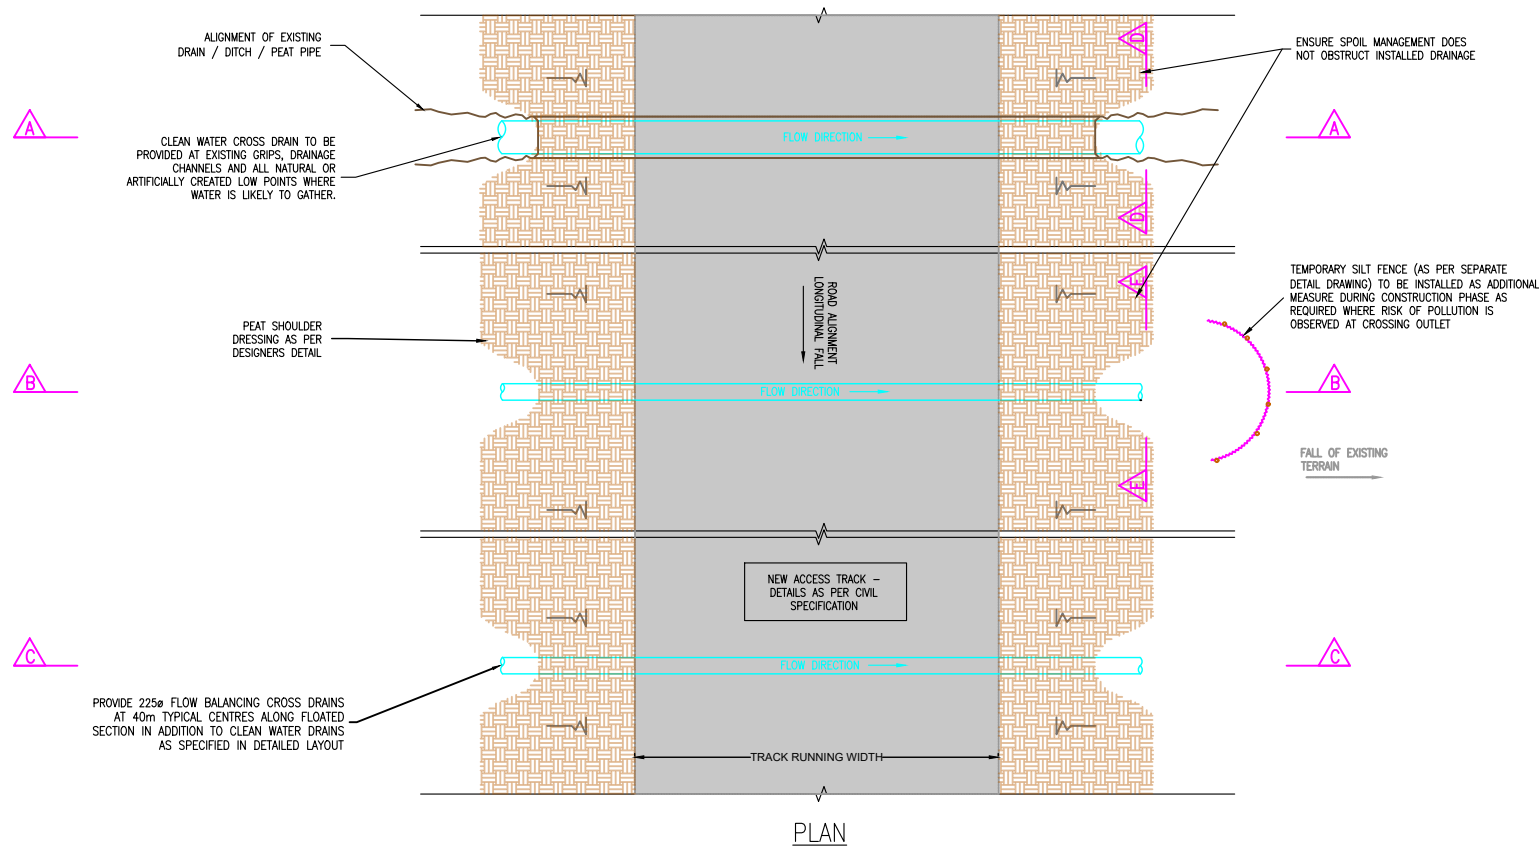 ALIGNMENT OF EXISTING
DRAIN / DITCH / PEAT PIPE
D
ENSURE SPOIL MANAGEMENT DOES
NOT OBSTRUCT INSTALLED DRAINAGE
A
FLOW DIRECTION
A
CLEAN WATER CROSS DRAIN TO BE
PROVIDED AT EXISTING GRIPS, DRAINAGE
CHANNELS AND ALL NATURAL OR
ARTIFICIALLY CREATED LOW POINTS WHERE
WATER IS LIKELY TO GATHER.
D
E
ROAD ALIGNMENT
LONGITUDINAL FALL
TEMPORARY SILT FENCE (AS PER SEPARATE
DETAIL DRAWING) TO BE INSTALLED AS ADDITIONAL
MEASURE DURING CONSTRUCTION PHASE AS
REQUIRED WHERE RISK OF POLLUTION IS
OBSERVED AT CROSSING OUTLET
PEAT SHOULDER
DRESSING AS PER
DESIGNERS DETAIL
B
FLOW DIRECTION
B
FALL OF EXISTING
TERRAIN
E
NEW ACCESS TRACK –
DETAILS AS PER CIVIL
SPECIFICATION
C
FLOW DIRECTION
C
PROVIDE 225ø FLOW BALANCING CROSS DRAINS
AT 40m TYPICAL CENTRES ALONG FLOATED
SECTION IN ADDITION TO CLEAN WATER DRAINS
AS SPECIFIED IN DETAILED LAYOUT
TRACK RUNNING WIDTH
PLAN